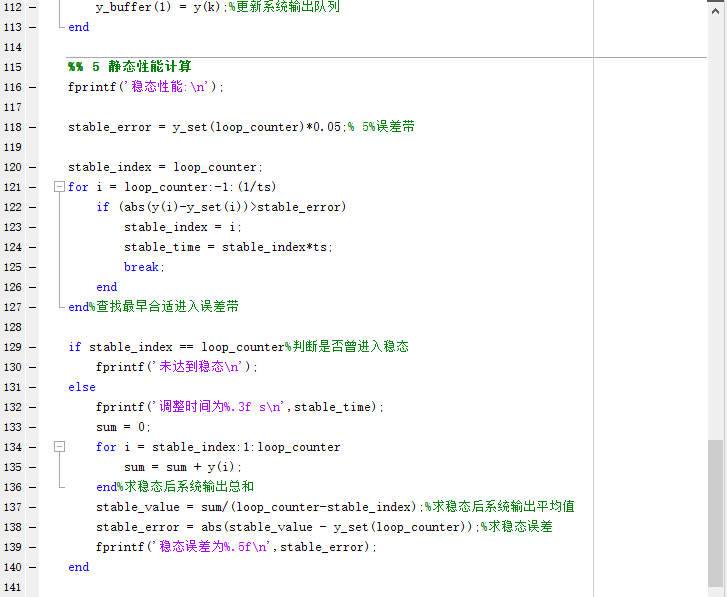 112 — y_buffer(1) = y(k);%更新系统输出队列
113 — end
114
115 %% 5 静态性能计算
116 — fprintf('稳态性能:\n');
117
118 — stable_error = y_set(loop_counter)*0.05;% 5%误差带
119
120 — stable_index = loop_counter;
121 — for i = loop_counter:-1:(1/ts)
122 — if (abs(y(i)-y_set(i))>stable_error)
123 — stable_index = i;
124 — stable_time = stable_index*ts;
125 — break;
126 — end
127 — end%查找最早合适进入误差带
128
129 — if stable_index == loop_counter%判断是否曾进入稳态
130 — fprintf('未达到稳态\n');
131 — else
132 — fprintf('调整时间为%.3f s\n',stable_time);
133 — sum = 0;
134 — for i = stable_index:1:loop_counter
135 — sum = sum + y(i);
136 — end%求稳态后系统输出总和
137 — stable_value = sum/(loop_counter-stable_index);%求稳态后系统输出平均值
138 — stable_error = abs(stable_value - y_set(loop_counter));%求稳态误差
139 — fprintf('稳态误差为%.5f\n',stable_error);
140 — end
141